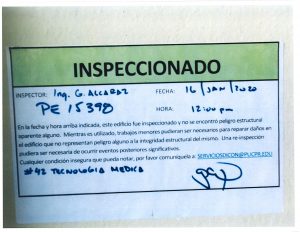 INSPECCIONADO
INSPECTOR: Ing. G. ALCARAZ FECHA: 16/JAN/2020
PE 15398 HORA: 12:00 pm
En la fecha y hora arriba indicada, este edificio fue inspeccionado y no se encontró peligro estructural
aparente alguno. Mientras es utilizado, trabajos menores pudieran ser necesarios para reparar daños en
el edificio que no representan peligro alguno a la integridad estructural del mismo. Una re inspección
pudiera ser necesaria de ocurrir eventos posteriores significativos.
Cualquier condición insegura que pueda notar, por favor comuníquela a: SERVICIOSDICON@PUCPR.EDU
#42 TECNOLOGIA MEDICA